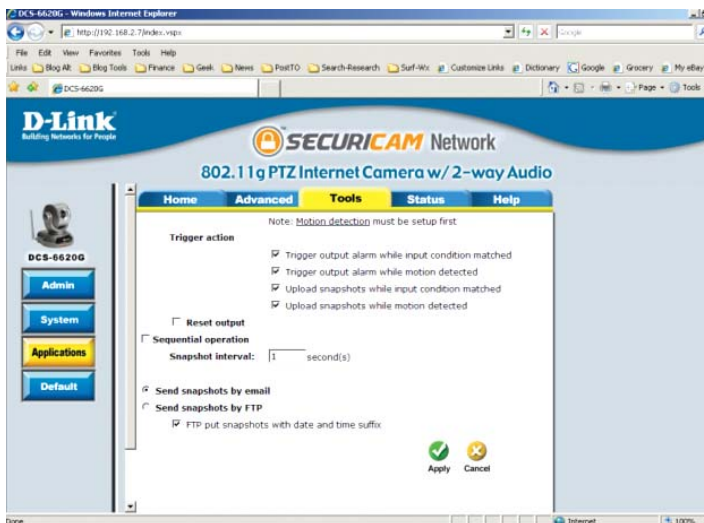 DCS-6620G - Windows Internet Explorer
http://192.168.2.7/index.vspx
Google
File Edit View Favorites Tools Help
Links Blog Alt Blog Tools Finance Geek News PostTO Search-Research Surf-Wx Customize Links Dictionary Google Grocery My eBay
DCS-6620G
Page Tools
D-Link
Building Networks for People
SECURICAM Network
802.11g PTZ Internet Camera w/ 2-way Audio
Home Advanced Tools Status Help
DCS-6620G
Admin
System
Applications
Default
Note: Motion detection must be setup first
Trigger action
Trigger output alarm while input condition matched
Trigger output alarm while motion detected
Upload snapshots while input condition matched
Upload snapshots while motion detected
Reset output
Sequential operation
Snapshot interval: 1 second(s)
Send snapshots by email
Send snapshots by FTP
FTP put snapshots with date and time suffix
Apply Cancel
Done
Internet 100%